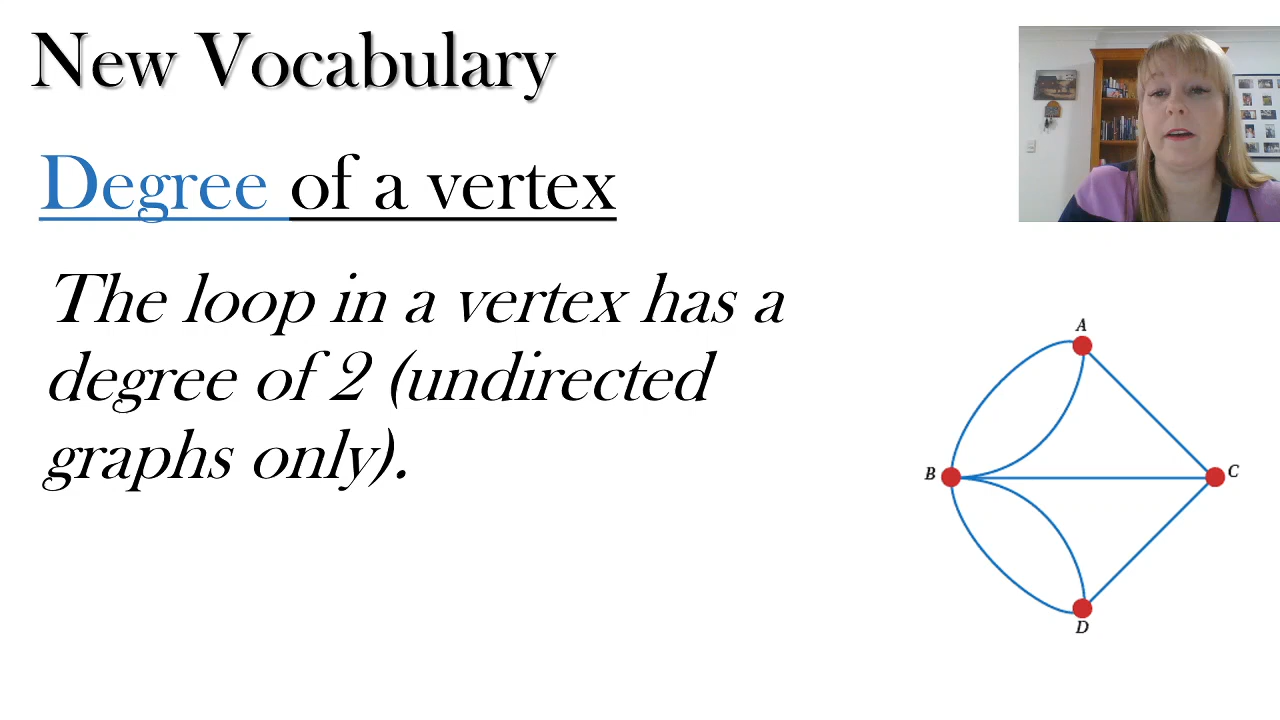 New Vocabulary
Degree of a vertex
The loop in a vertex has a
degree of 2 (undirected
graphs only).
A
B
C
D